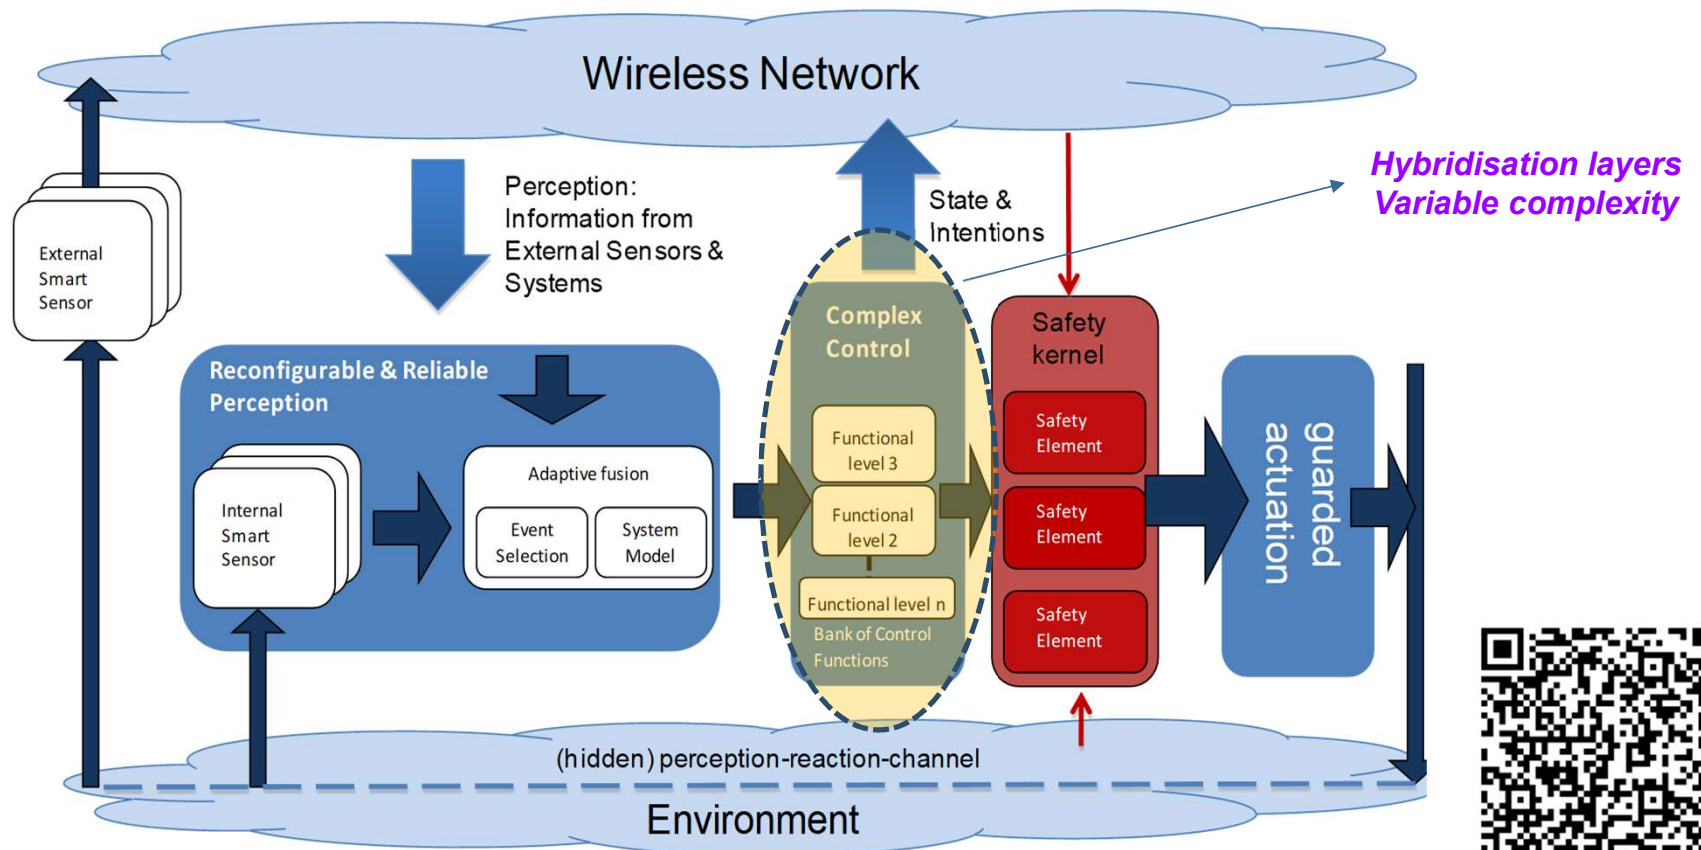 Wireless Network
Hybridisation layers
Variable complexity
Perception:
Information from
External Sensors &
Systems
State &
Intentions
External
Smart
Sensor
Reconfigurable & Reliable
Perception
Internal
Smart
Sensor
Adaptive fusion
Event
Selection
System
Model
Complex
Control
Functional
level 3
Functional
level 2
Functional level n
Bank of Control
Functions
Safety
kernel
Safety
Element
Safety
Element
Safety
Element
guarded
actuation
(hidden) perception-reaction-channel
Environment